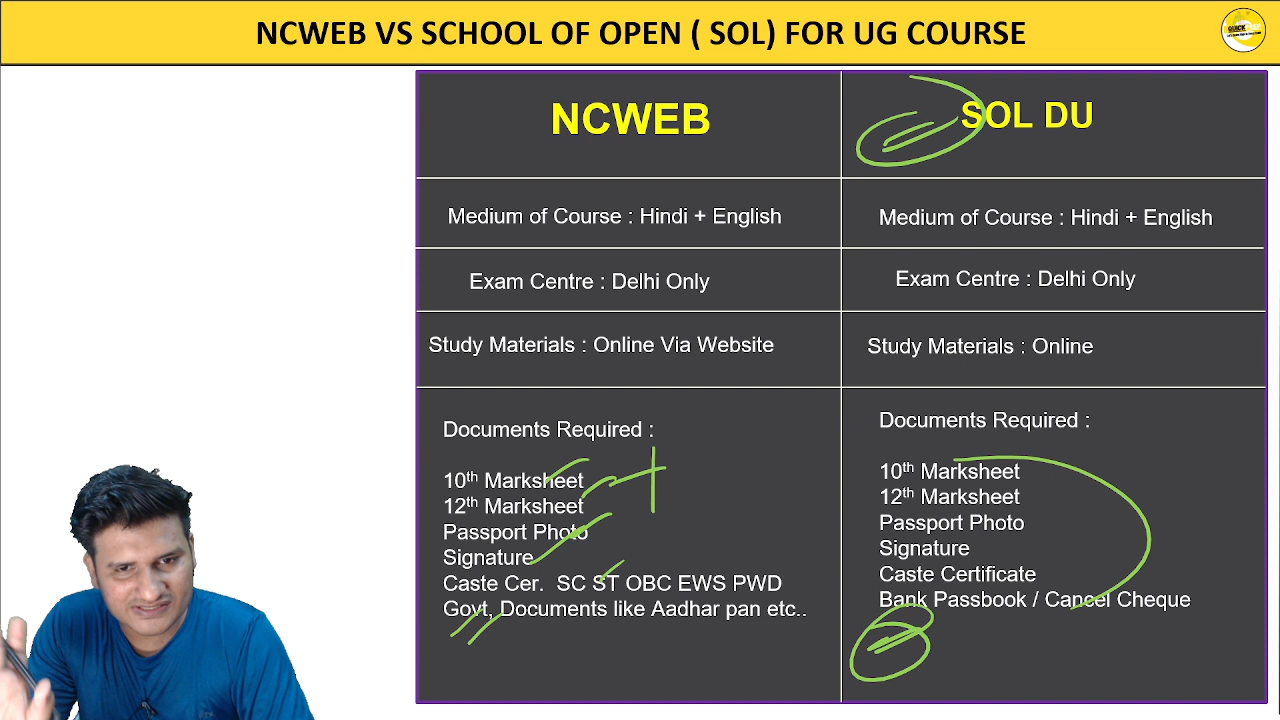 NCWEB VS SCHOOL OF OPEN ( SOL) FOR UG COURSE
QUICK
NCWEB
SOL DU
Medium of Course : Hindi + English
Medium of Course : Hindi + English
Exam Centre : Delhi Only
Exam Centre : Delhi Only
Study Materials : Online Via Website
Study Materials : Online
Documents Required :
10th Marksheet
12th Marksheet
Passport Photo
Signature
Caste Cer. SC ST OBC EWS PWD
Govt, Documents like Aadhar pan etc..
Documents Required :
10th Marksheet
12th Marksheet
Passport Photo
Signature
Caste Certificate
Bank Passbook / Cancel Cheque